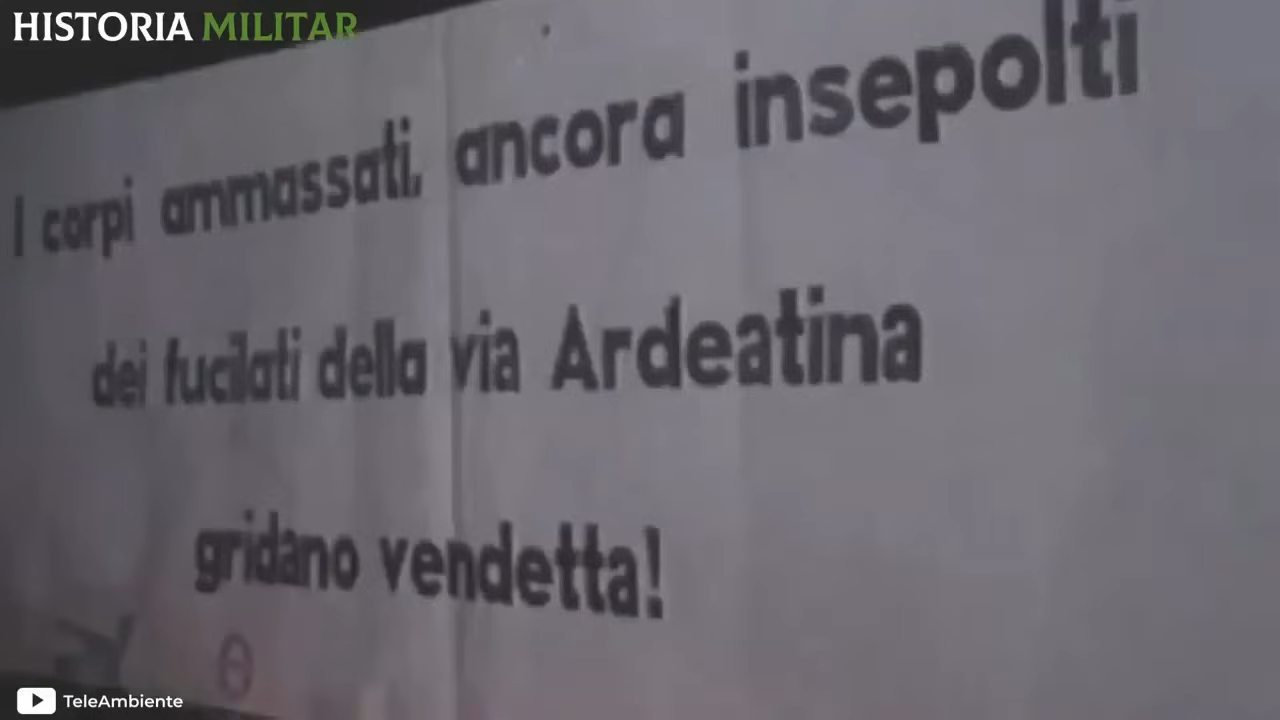 HISTORIA MILITAR
I corpi ammassati, ancora insepolti
dei fucilati della via Ardeatina
gridano vendetta!
TeleAmbiente